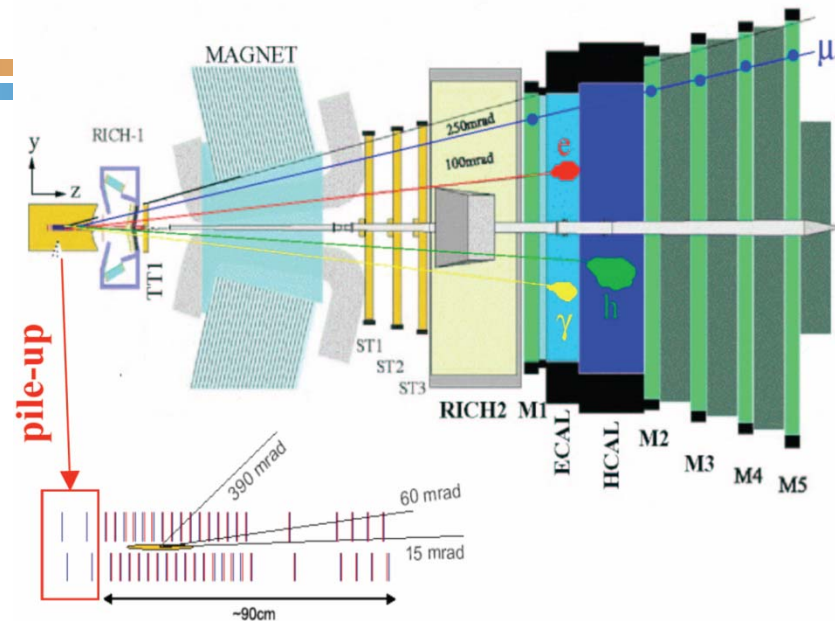 MAGNET
μ
RICH-1
250mrad
100mrad
e
y
z
TT1
h
γ
ST1
ST2
ST3
RICH2
M1
ECAL
HCAL
M2
M3
M4
M5
pile-up
390 mrad
60 mrad
15 mrad
~90cm